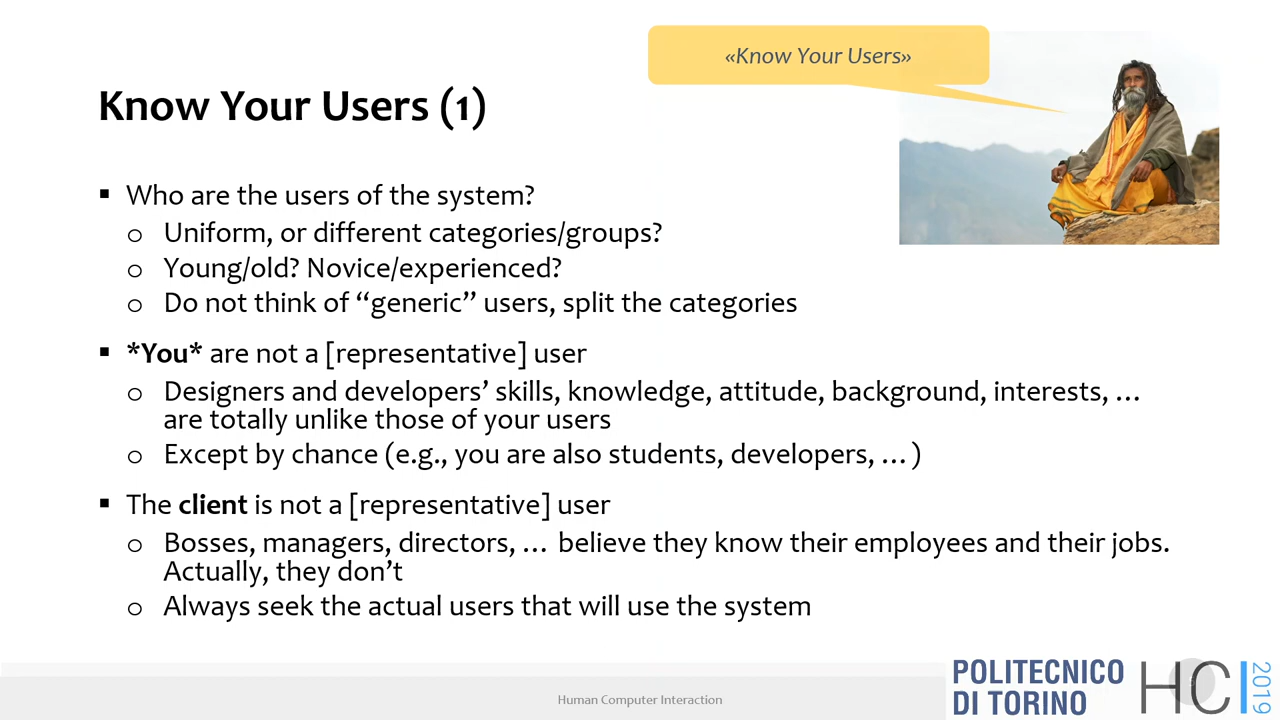 «Know Your Users»
Know Your Users (1)
▪ Who are the users of the system?
o Uniform, or different categories/groups?
o Young/old? Novice/experienced?
o Do not think of “generic” users, split the categories
▪ *You* are not a [representative] user
o Designers and developers’ skills, knowledge, attitude, background, interests, …
are totally unlike those of your users
o Except by chance (e.g., you are also students, developers, …)
▪ The client is not a [representative] user
o Bosses, managers, directors, … believe they know their employees and their jobs.
Actually, they don’t
o Always seek the actual users that will use the system
Human Computer Interaction
POLITECNICO
DI TORINO
HCI
2019